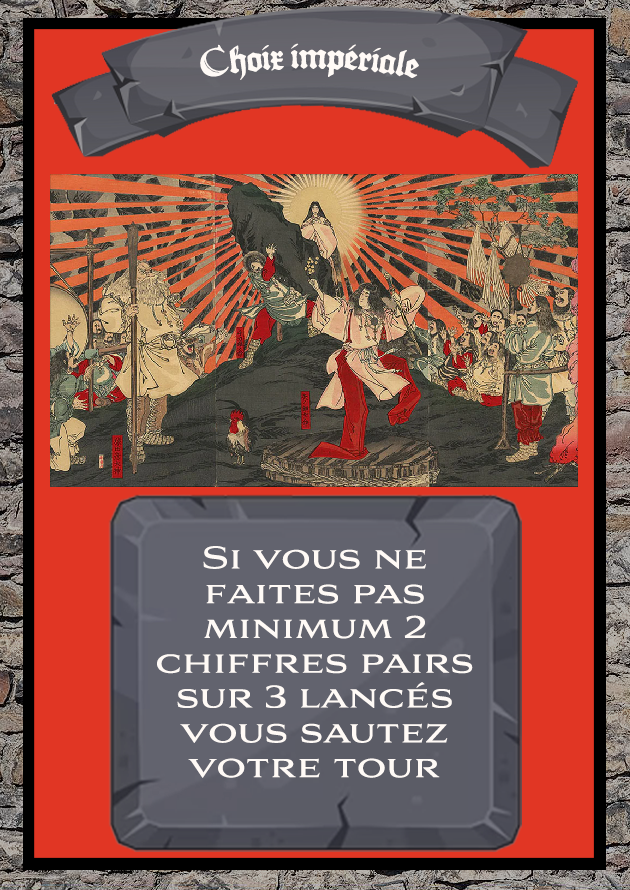 Choix impériale
Si vous ne
faites pas
minimum 2
chiffres pairs
sur 3 lancés
vous sautez
votre tour